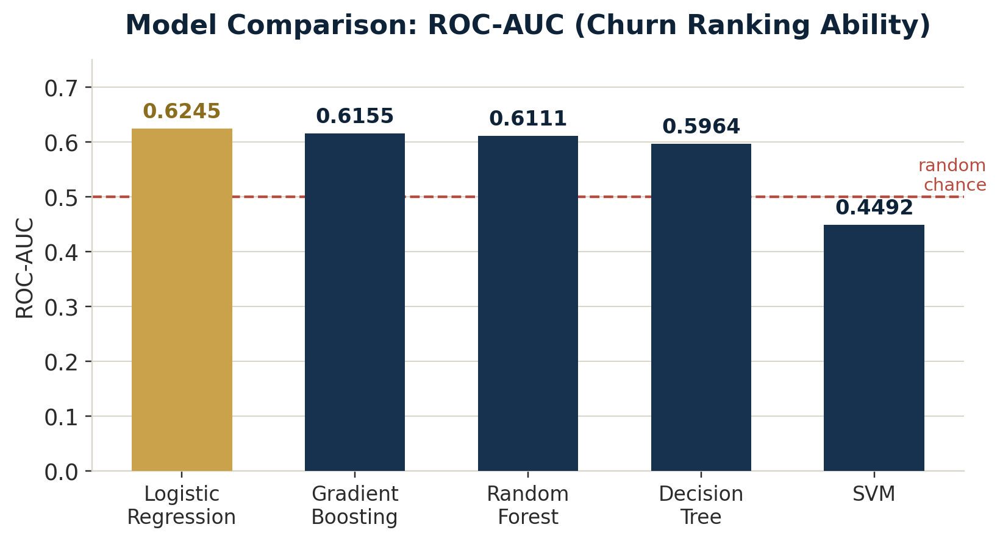 Model Comparison: ROC-AUC (Churn Ranking Ability)
ROC-AUC
0.7
0.6
0.5
0.4
0.3
0.2
0.1
0.0
0.6245
0.6155
0.6111
0.5964
0.4492
random
chance
Logistic
Regression
Gradient
Boosting
Random
Forest
Decision
Tree
SVM